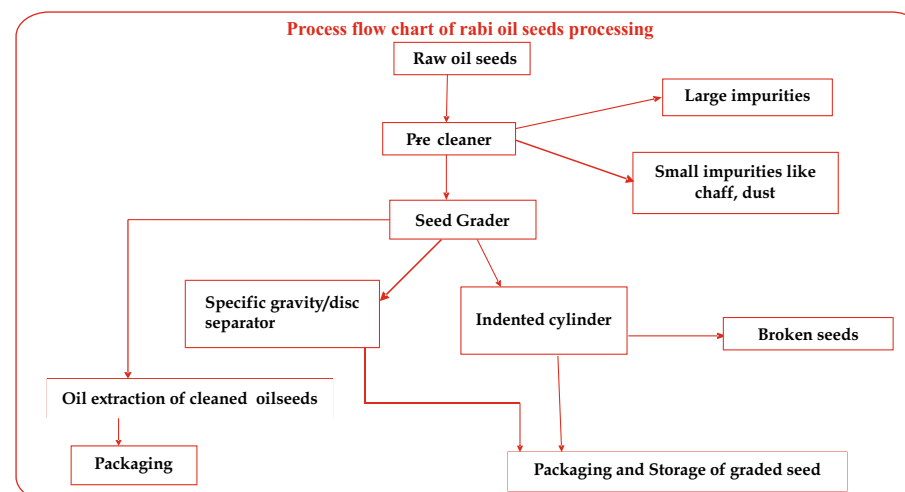 Process flow chart of rabi oil seeds processing
Raw oil seeds
Large impurities
Pre cleaner
Small impurities like
chaff, dust
Seed Grader
Specific gravity/disc
separator
Indented cylinder
Broken seeds
Oil extraction of cleaned oilseeds
Packaging
Packaging and Storage of graded seed